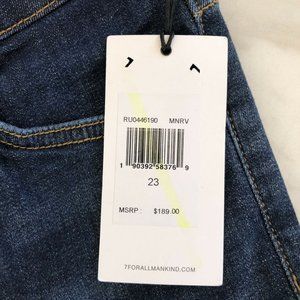 RU0446190 MNRV
1 90392 58376 9
23
MSRP : $189.00
7FORALLMANKIND.COM